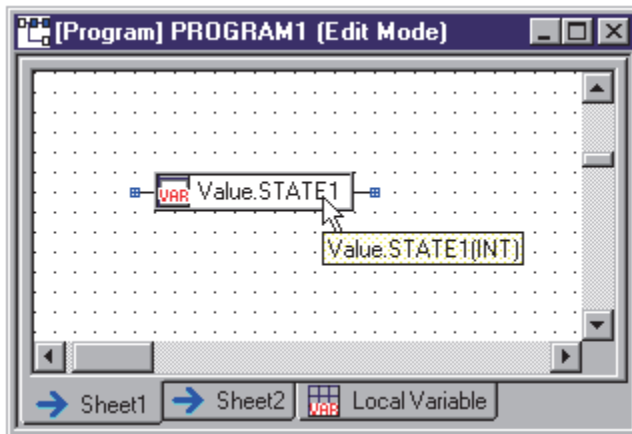 [Program] PROGRAM1 (Edit Mode)
VAR Value.STATE1
Value.STATE1(INT)
Sheet1 Sheet2 VAR Local Variable